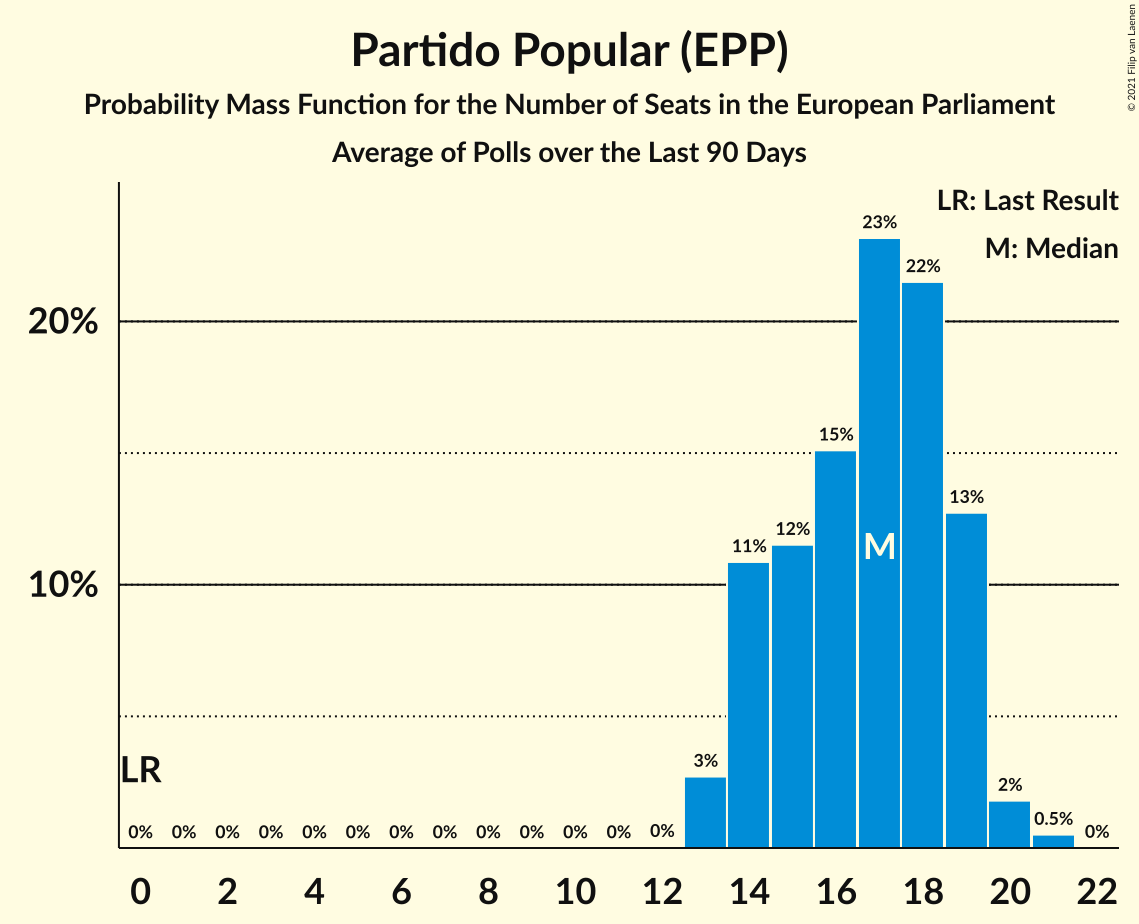 Partido Popular (EPP)
Probability Mass Function for the Number of Seats in the European Parliament
Average of Polls over the Last 90 Days
© 2021 Filip van Laenen
LR: Last Result
M: Median
23%
22%
20%
15%
13%
12%
11%
M
10%
LR
3%
2%
0.5%
0% 0% 0% 0% 0% 0% 0% 0% 0% 0% 0% 0% 0% 0%
0 2 4 6 8 10 12 14 16 18 20 22